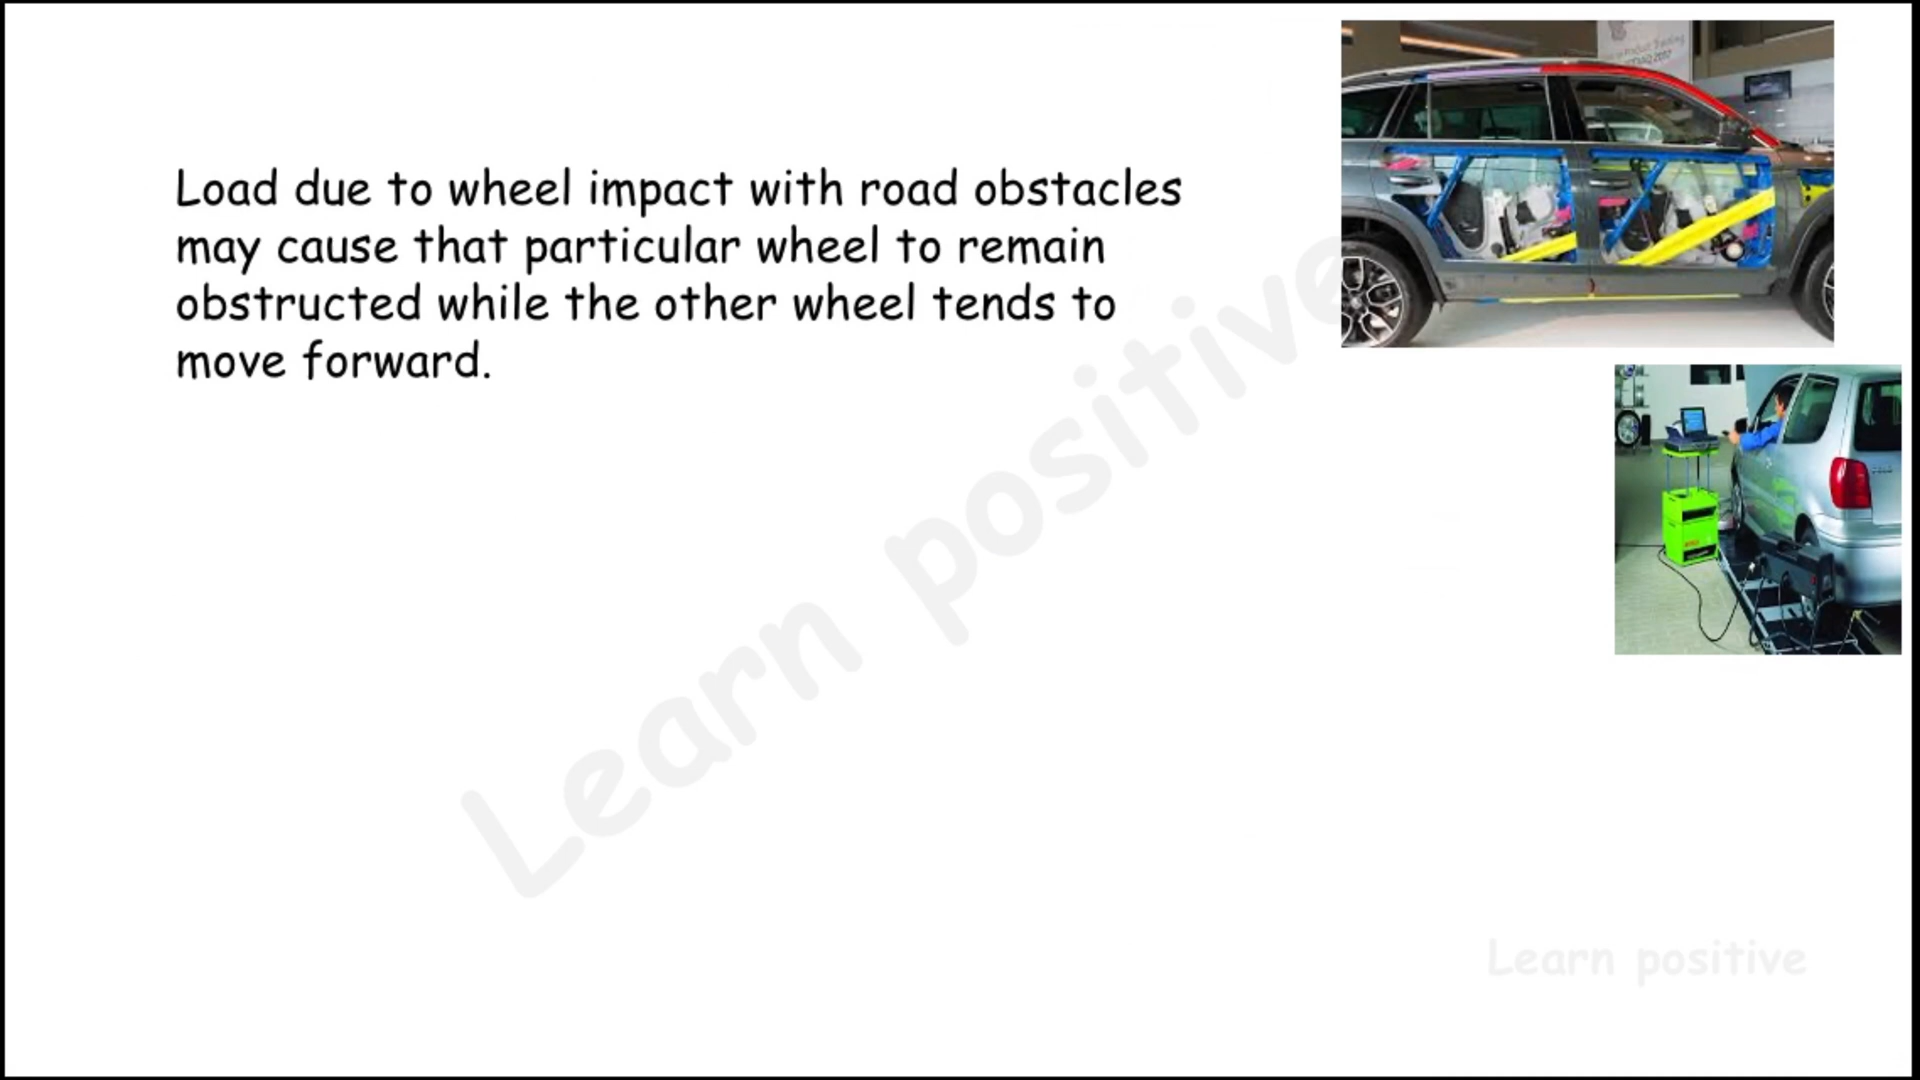 Load due to wheel impact with road obstacles
may cause that particular wheel to remain
obstructed while the other wheel tends to
move forward.
Learn positive
Learn positive